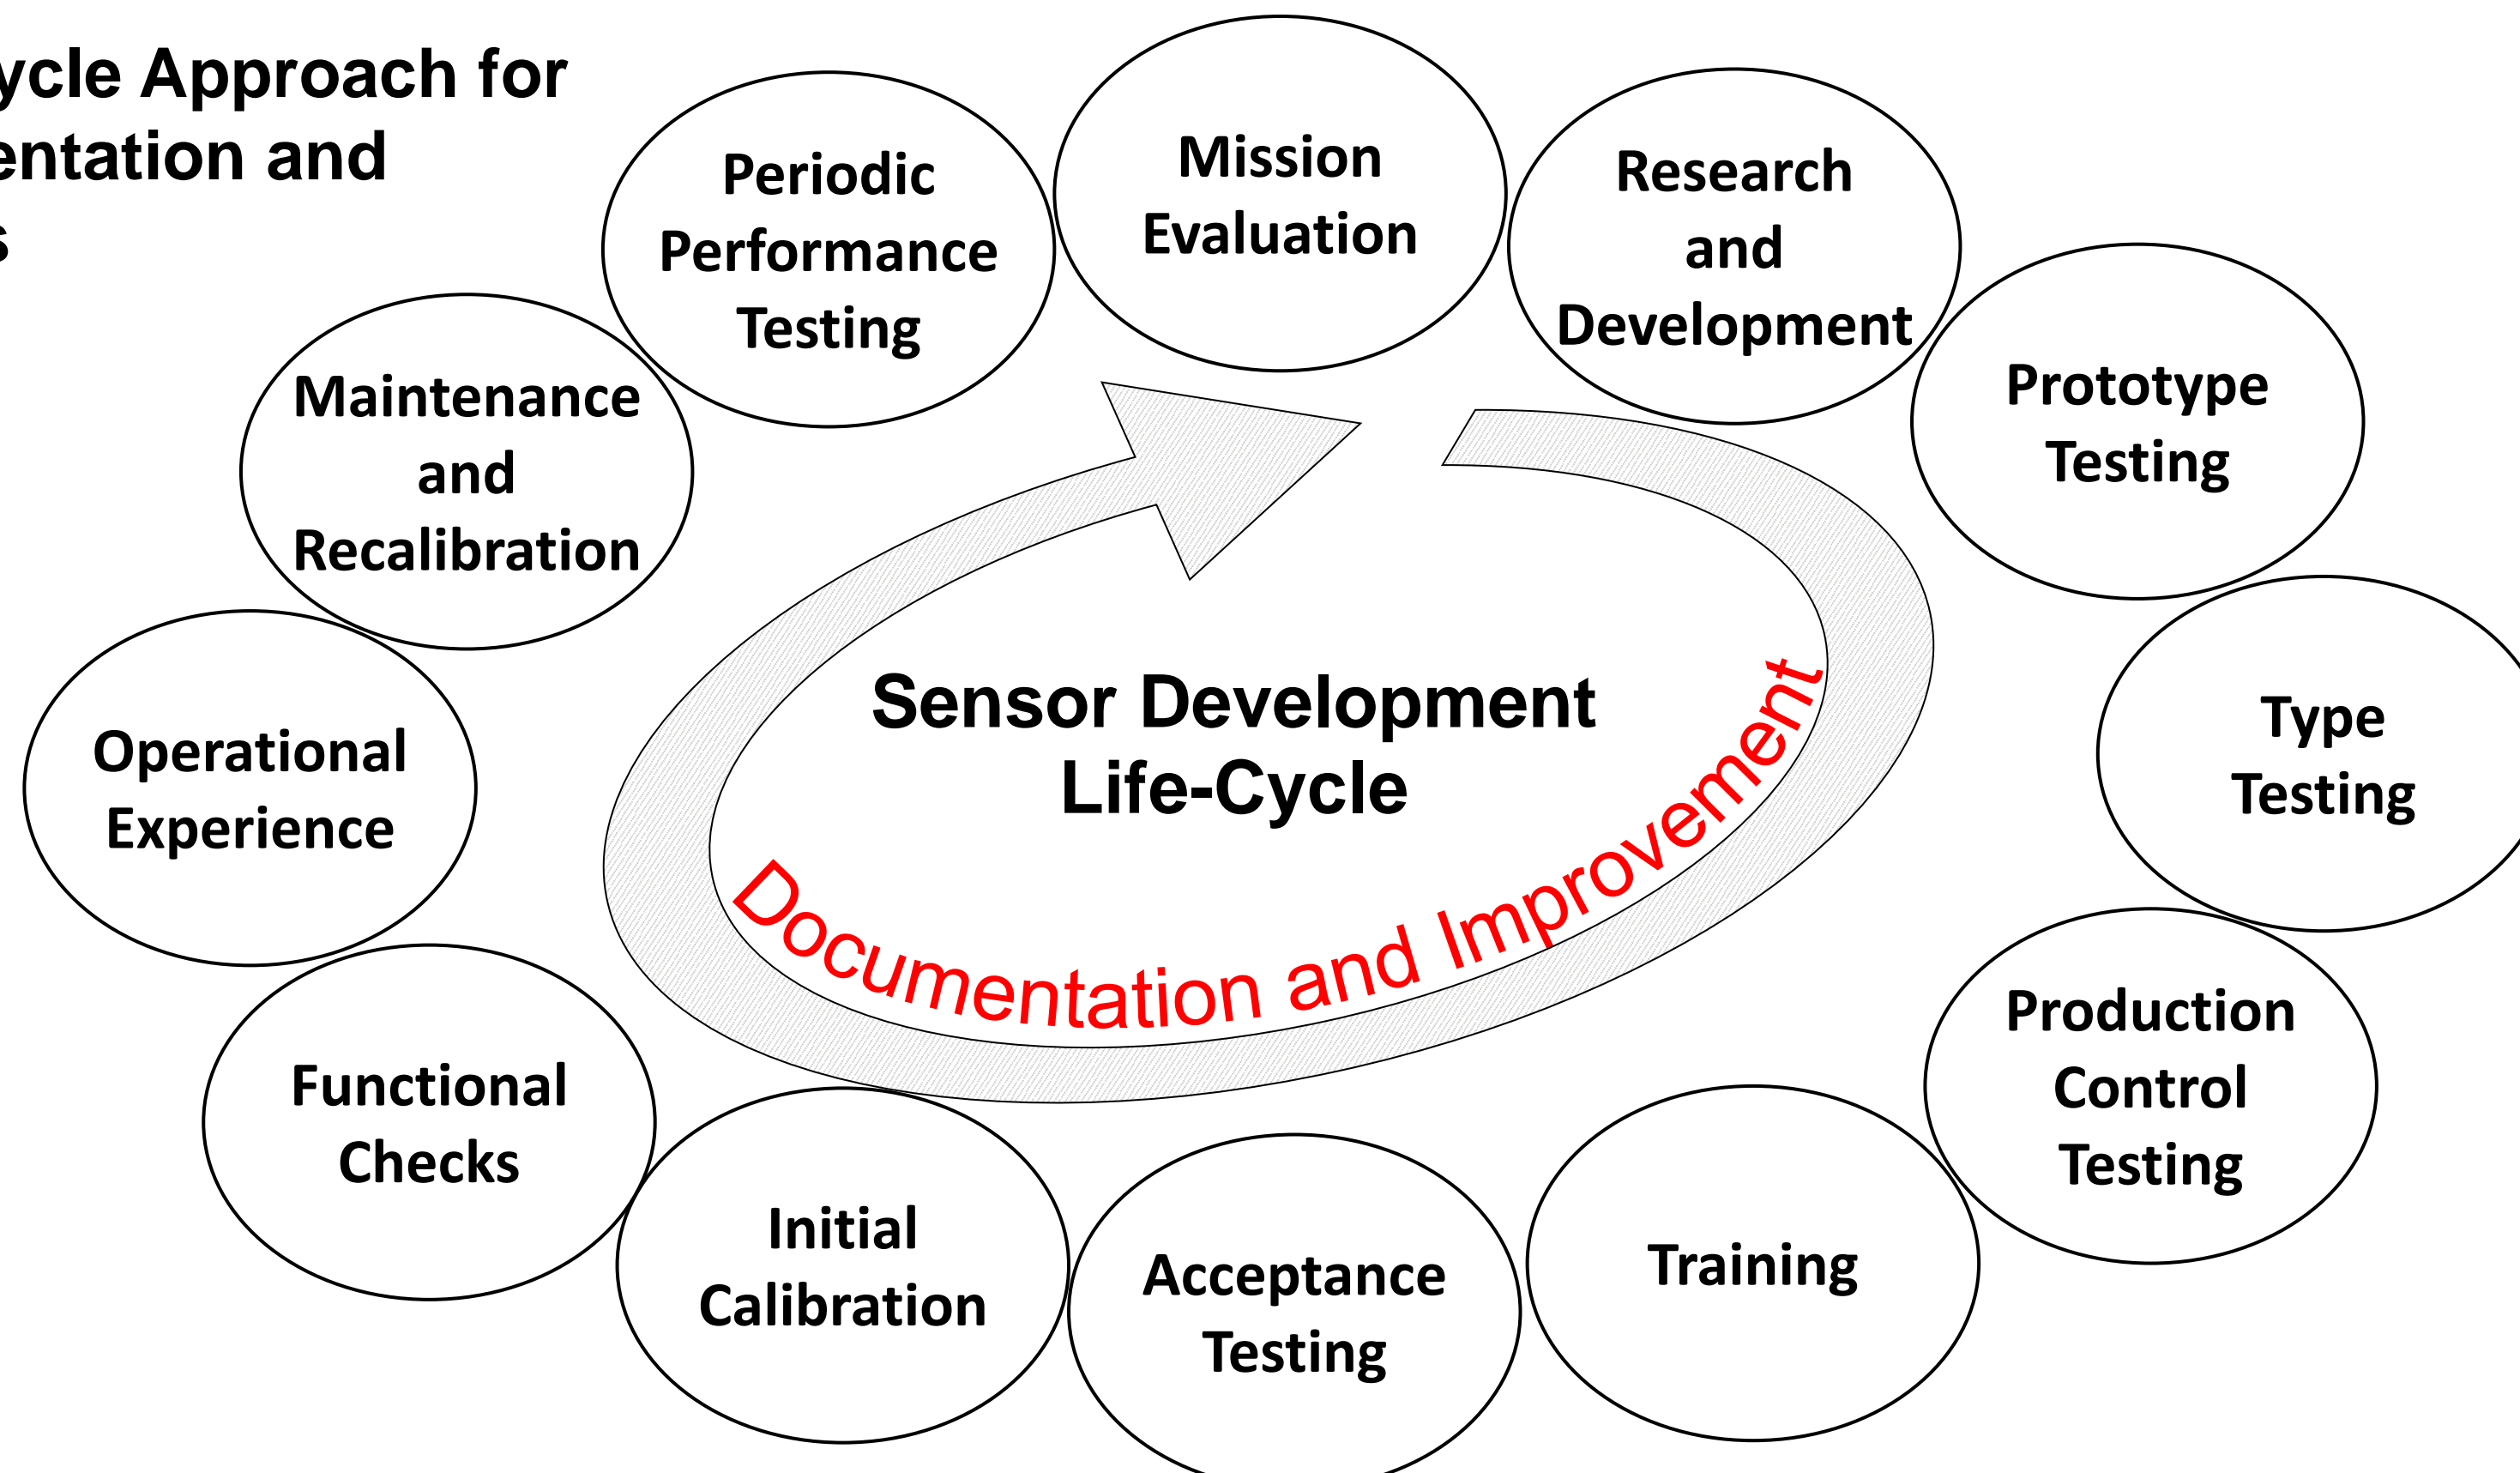 ycle Approach for
entation and
s
Mission
Evaluation
Research
and
Development
Prototype
Testing
Type
Testing
Production
Control
Testing
Training
Acceptance
Testing
Initial
Calibration
Functional
Checks
Operational
Experience
Maintenance
and
Recalibration
Periodic
Performance
Testing
Sensor Development
Life-Cycle
Documentation and Improvement